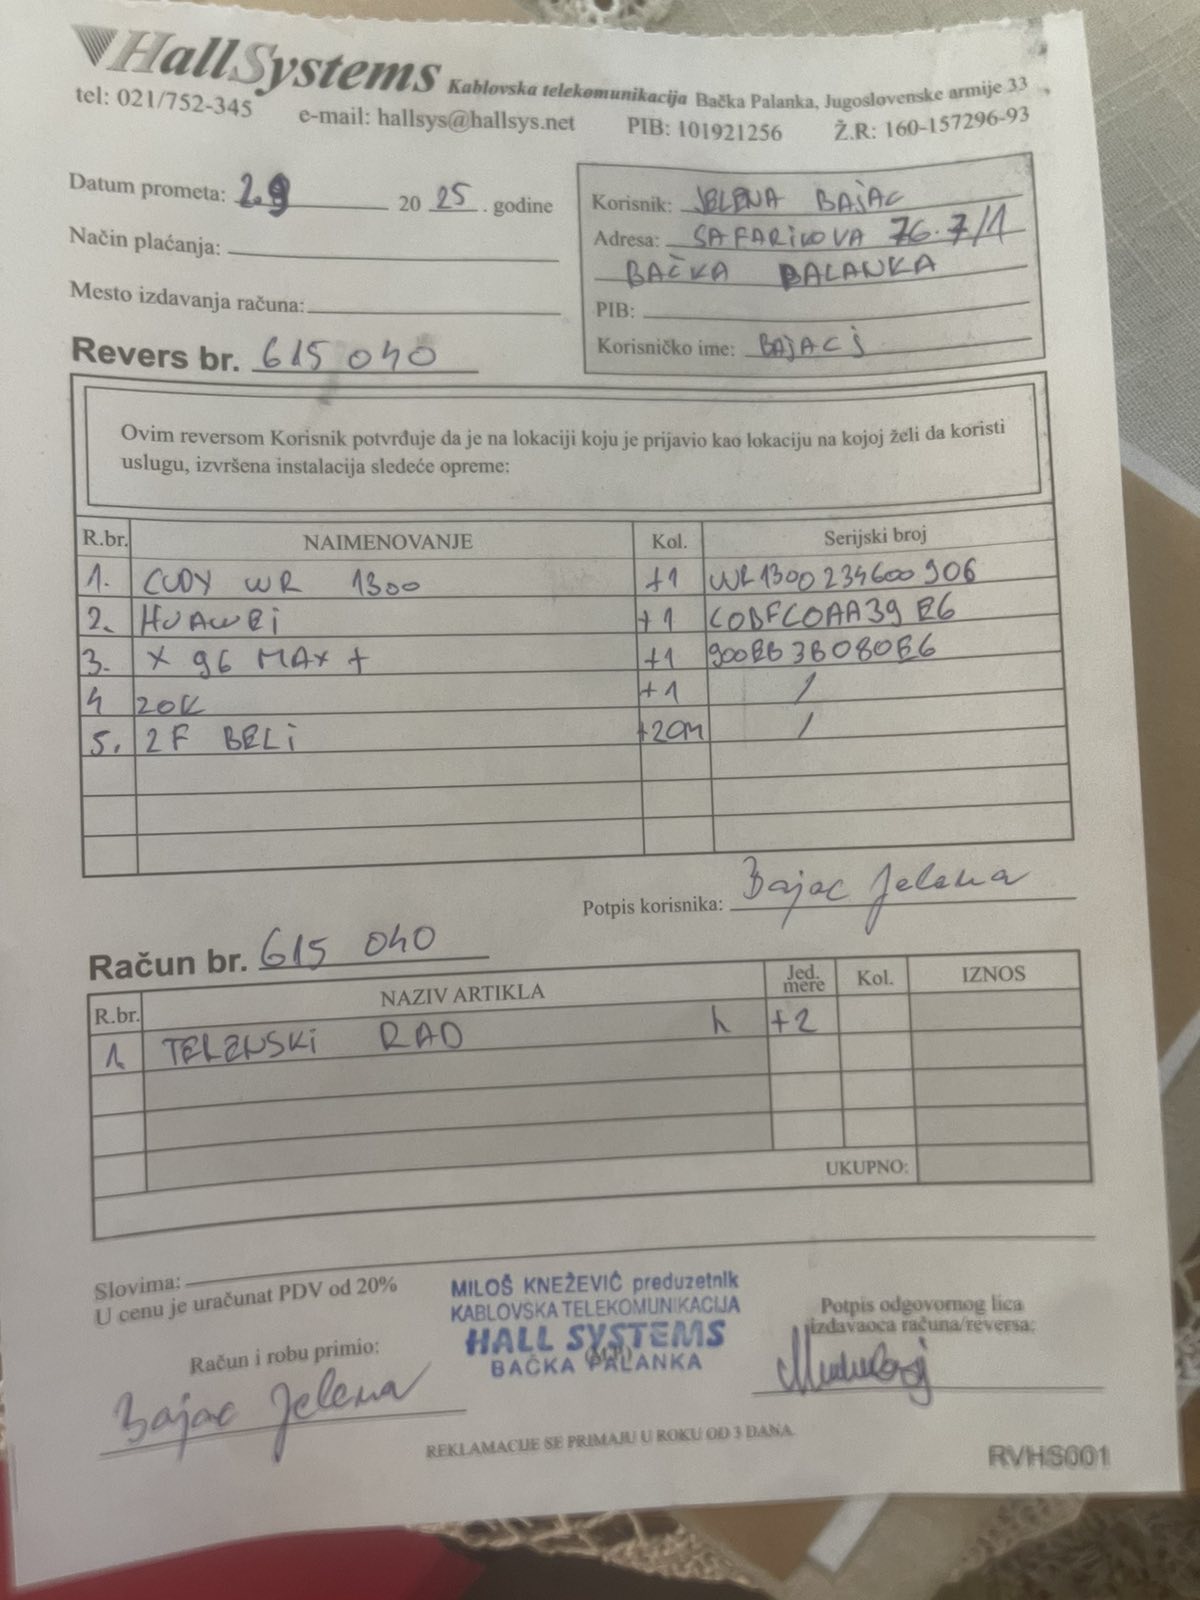 HallSystems Kablovska telekomunikacija Bačka Palanka, Jugoslovenske armije 33
tel: 021/752-345 e-mail: hallsys@hallsys.net PIB: 101921256 Ž.R: 160-157296-93
Datum prometa: 2.9 2025. godine
Način plaćanja:
Mesto izdavanja računa:
Korisnik: JELENA BAJAC
Adresa: SAFARIKOVA 76.7/1
BAČKA PALANKA
PIB:
Korisničko ime: BAJACJ
Revers br. 615 040
Ovim reversom Korisnik potvrđuje da je na lokaciji koju je prijavio kao lokaciju na kojoj želi da koristi
uslugu, izvršena instalacija sledeće opreme:
R.br. NAIMENOVANJE Kol. Serijski broj
1. CUDY WR 1300 +1 WR1300234600906
2. HUAWEI +1 COBFCOAA39E6
3. X 96 MAX + +1 900EB3B080E6
4 20K +1 /
5. 2F BELI +20M /
Potpis korisnika: Bajac Jelena
Račun br. 615 040
R.br. NAZIV ARTIKLA Jed. mere Kol. IZNOS
1. TERENSKI RAD h +2
UKUPNO:
Slovima:
U cenu je uračunat PDV od 20%
MILOŠ KNEŽEVIĆ preduzetnik
KABLOVSKA TELEKOMUNIKACIJA
HALL SYSTEMS
(M.P.)
BAČKA PALANKA
Potpis odgovornog lica
izdavaoca računa/reversa:
Račun i robu primio:
Bajac Jelena
REKLAMACIJE SE PRIMAJU U ROKU OD 3 DANA.
RVHS001